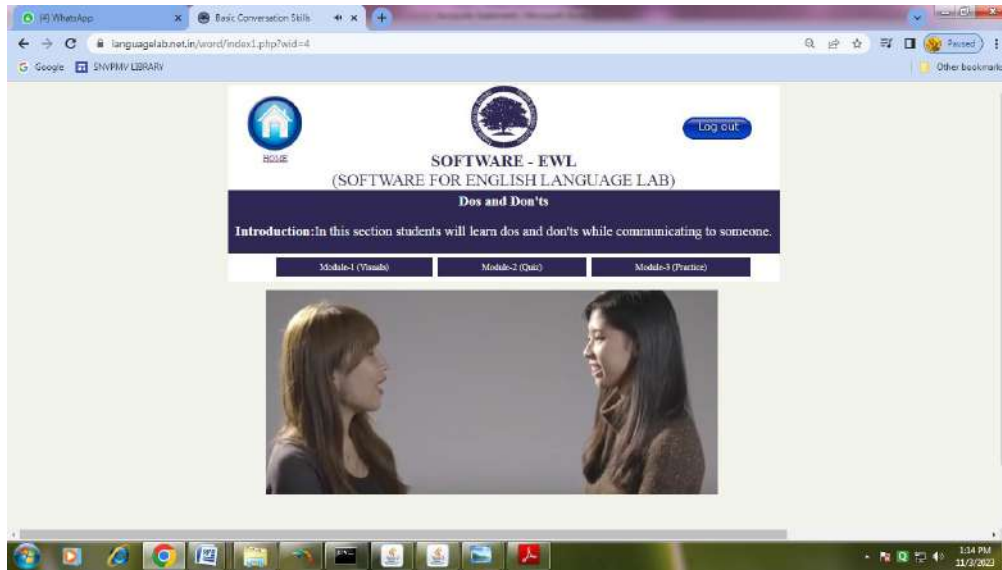 (4) WhatsApp
Basic Conversation Skills
languagelab.net.in/word/index1.php?wid=4
Paused
Google
SNVPMV LIBRARY
Other bookmarks
HOME
Log out
SOFTWARE - EWL
(SOFTWARE FOR ENGLISH LANGUAGE LAB)
Dos and Don'ts
Introduction:In this section students will learn dos and don'ts while communicating to someone.
Module-1 (Visuals)
Module-2 (Quiz)
Module-3 (Practice)
1:14 PM
11/3/2023